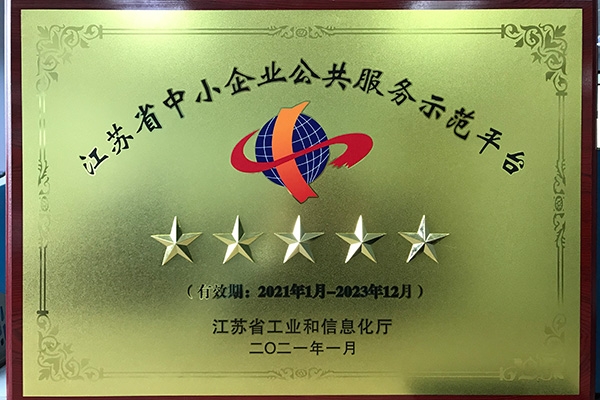 江苏省中小企业公共服务示范平台
（有效期：2021年1月-2023年12月）
江苏省工业和信息化厅
二〇二一年一月